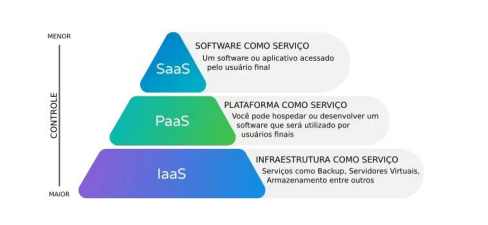 MENOR
SOFTWARE COMO SERVIÇO
Um software ou aplicativo acessado
pelo usuário final
SaaS
PLATAFORMA COMO SERVIÇO
Você pode hospedar ou desenvolver um
software que será utilizado por
usuários finais
PaaS
CONTROLE
INFRAESTRUTURA COMO SERVIÇO
Serviços como Backup, Servidores Virtuais,
Armazenamento entre outros
IaaS
MAIOR